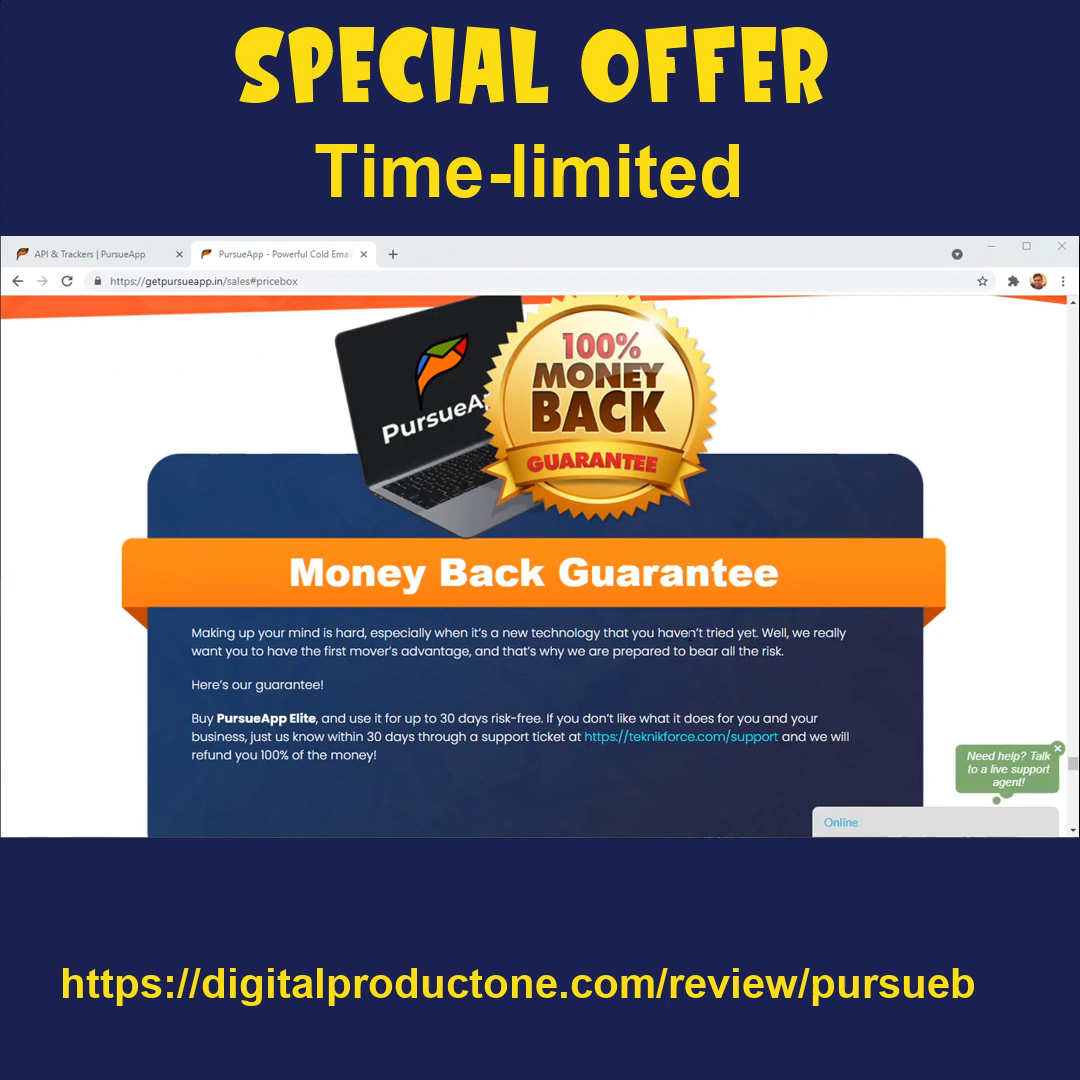 SPECIAL OFFER
Time-limited
API & Trackers | PursueApp
PursueApp - Powerful Cold Email
https://getpursueapp.in/sales#pricebox
PursueAp
100%
MONEY
BACK
GUARANTEE
Money Back Guarantee
Making up your mind is hard, especially when it's a new technology that you haven't tried yet. Well, we really
want you to have the first mover's advantage, and that's why we are prepared to bear all the risk.
Here's our guarantee!
Buy PursueApp Elite, and use it for up to 30 days risk-free. If you don't like what it does for you and your
business, just us know within 30 days through a support ticket at https://teknikforce.com/support and we will
refund you 100% of the money!
Need help? Talk
to a live support
agent!
Online
https://digitalproductone.com/review/pursueb